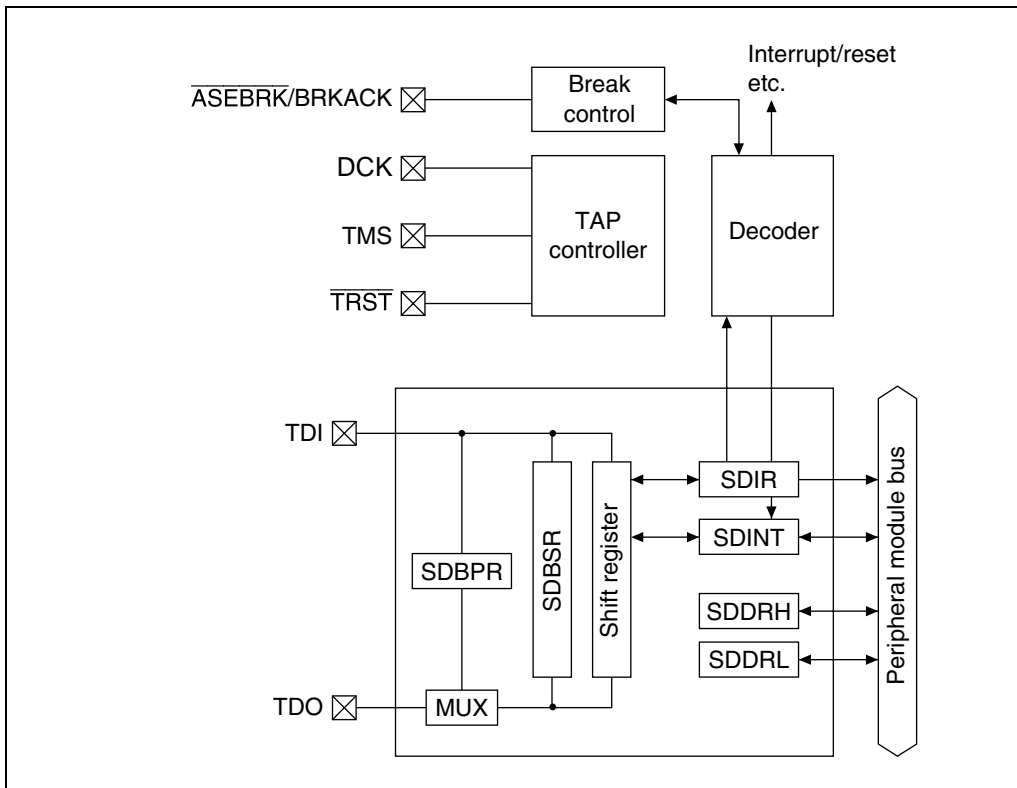 Interrupt/reset
etc.
ASEBRK/BRKACK
Break
control
DCK
TMS
TRST
TAP
controller
Decoder
TDI
TDO
SDBPR
MUX
SDBSR
Shift register
SDIR
SDINT
SDDRH
SDDRL
Peripheral module bus